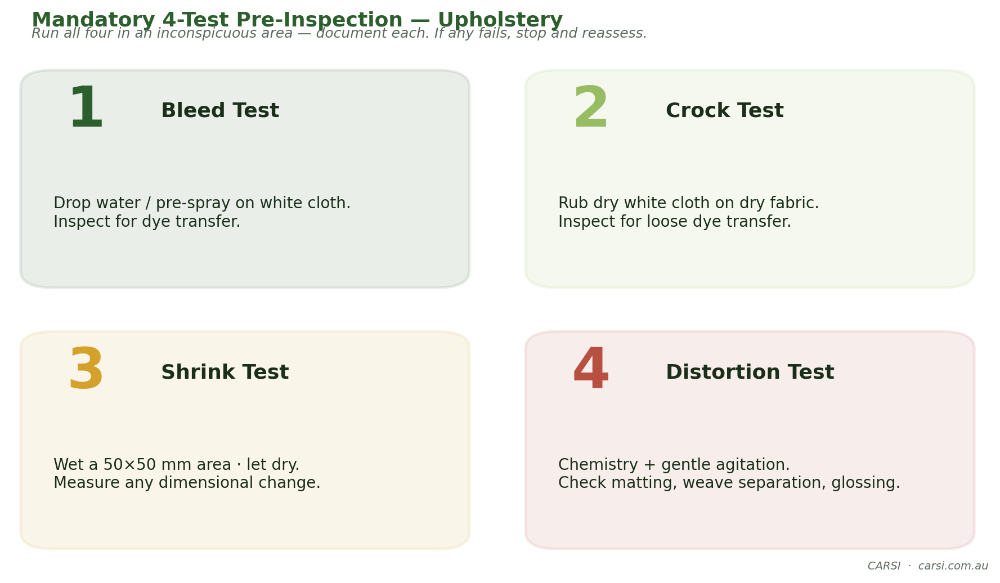 Mandatory 4-Test Pre-Inspection — Upholstery
Run all four in an inconspicuous area — document each. If any fails, stop and reassess.
1
Bleed Test
Drop water / pre-spray on white cloth.
Inspect for dye transfer.
2
Crock Test
Rub dry white cloth on dry fabric.
Inspect for loose dye transfer.
3
Shrink Test
Wet a 50×50 mm area · let dry.
Measure any dimensional change.
4
Distortion Test
Chemistry + gentle agitation.
Check matting, weave separation, glossing.
CARSI · carsi.com.au